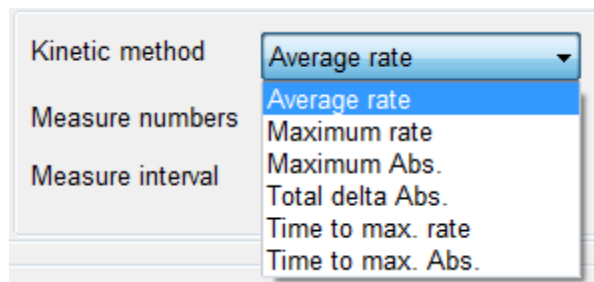 Kinetic method
Average rate
Average rate
Measure numbers
Maximum rate
Maximum Abs.
Measure interval
Total delta Abs.
Time to max. rate
Time to max. Abs.